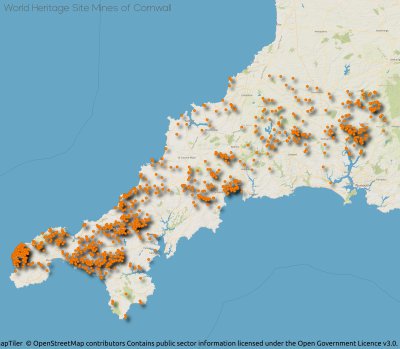 World Heritage Site Mines of Cornwall
apTiler © OpenStreetMap contributors Contains public sector information licensed under the Open Government Licence v3.0.